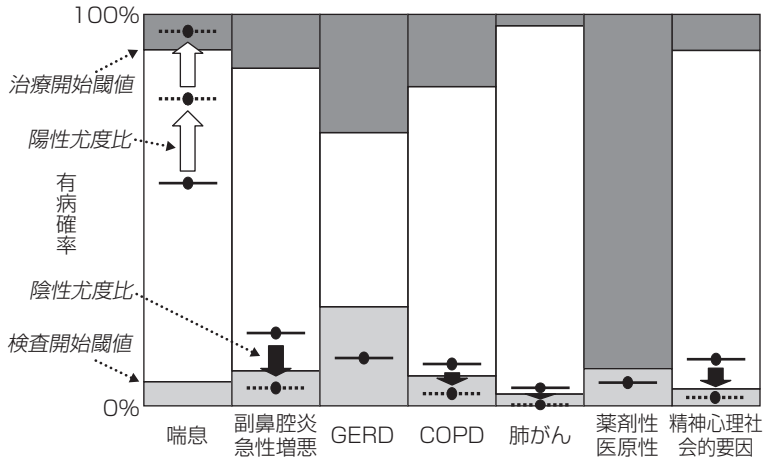 100%
治療開始閾値
陽性尤度比
有病確率
陰性尤度比
検査開始閾値
0%
喘息
副鼻腔炎
急性増悪
GERD
COPD
肺がん
薬剤性
医原性
精神心理社
会的要因